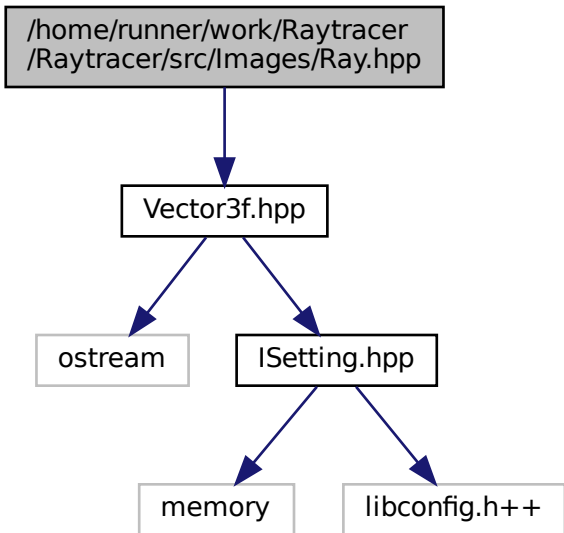 /home/runner/work/Raytracer
/Raytracer/src/Images/Ray.hpp
Vector3f.hpp
ostream
ISetting.hpp
memory
libconfig.h++